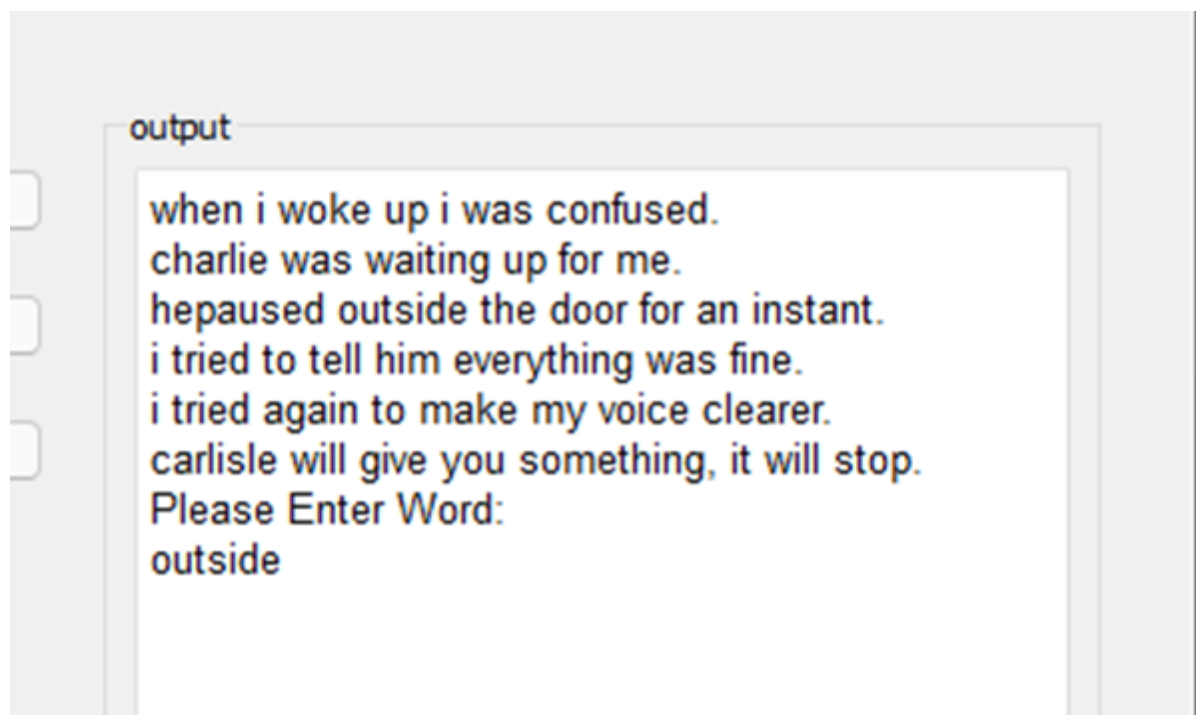 output
when i woke up i was confused.
charlie was waiting up for me.
hepaused outside the door for an instant.
i tried to tell him everything was fine.
i tried again to make my voice clearer.
carlisle will give you something, it will stop.
Please Enter Word:
outside